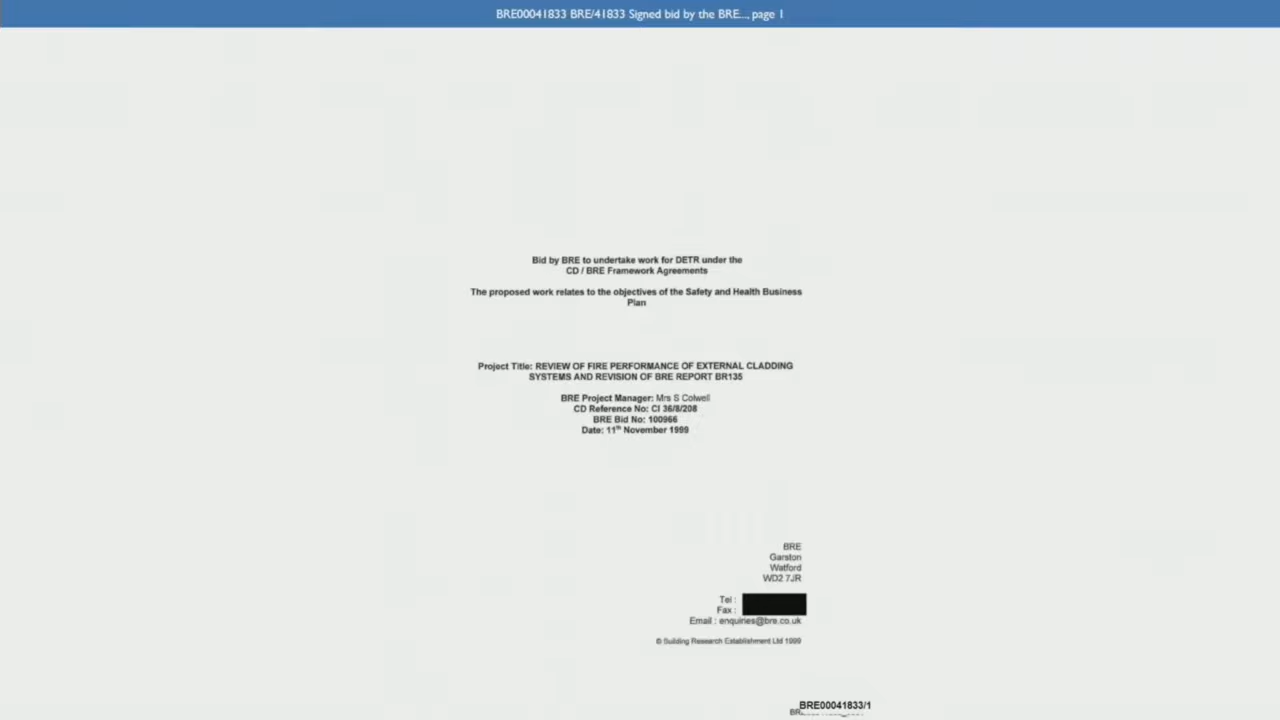 BRE00041833 BRE/41833 Signed bid by the BRE..., page 1
Bid by BRE to undertake work for DETR under the
CD / BRE Framework Agreements
The proposed work relates to the objectives of the Safety and Health Business
Plan
Project Title: REVIEW OF FIRE PERFORMANCE OF EXTERNAL CLADDING
SYSTEMS AND REVISION OF BRE REPORT BR135
BRE Project Manager: Mrs S Colwell
CD Reference No: CI 36/8/208
BRE Bid No: 100966
Date: 11th November 1999
BRE
Garston
Watford
WD2 7JR
Tel :
Fax :
Email : enquiries@bre.co.uk
© Building Research Establishment Ltd 1999
BRE00041833/1